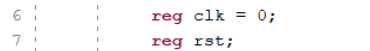 6 reg clk = 0;
7 reg rst;